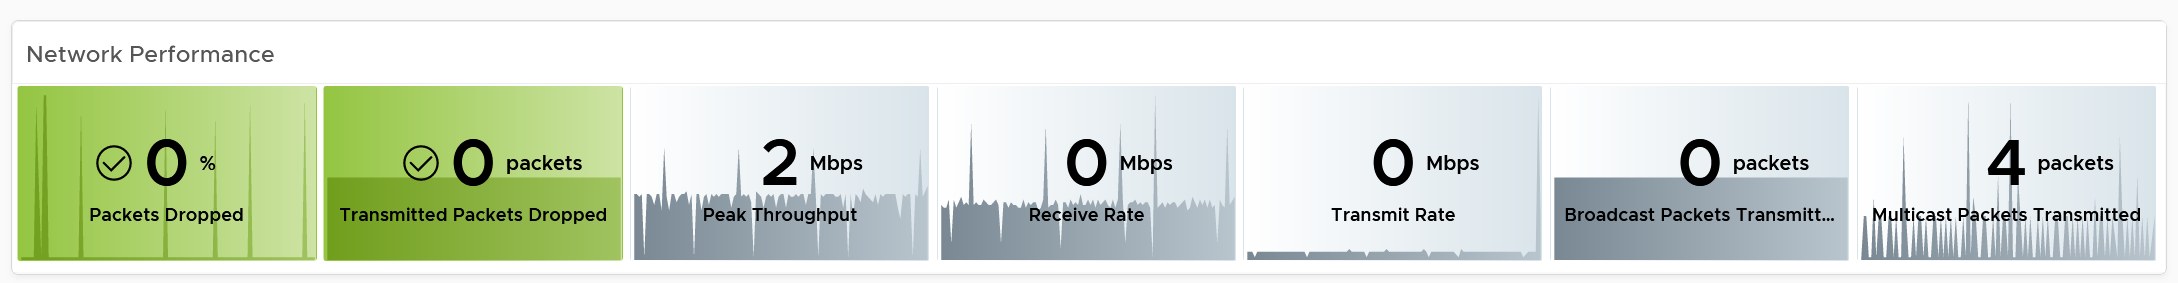 Network Performance
0 %
Packets Dropped
0 packets
Transmitted Packets Dropped
2 Mbps
Peak Throughput
0 Mbps
Receive Rate
0 Mbps
Transmit Rate
0 packets
Broadcast Packets Transmitt...
4 packets
Multicast Packets Transmitted